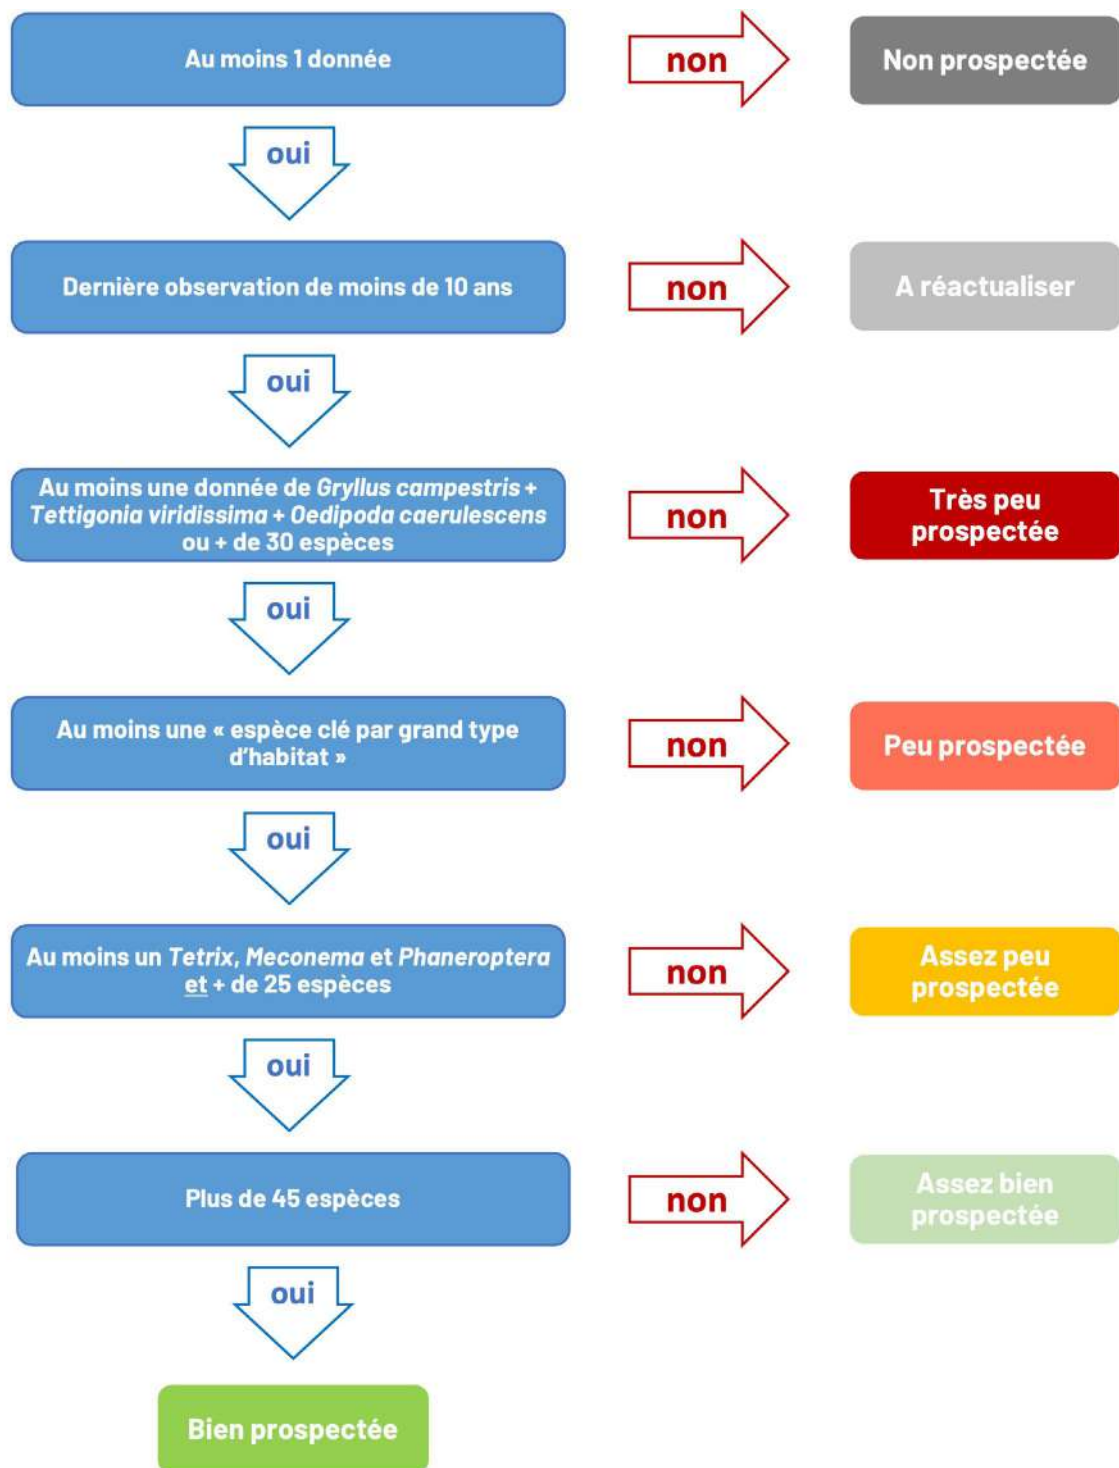 Au moins 1 donnée
non
Non prospectée
oui
Dernière observation de moins de 10 ans
non
A réactualiser
oui
Au moins une donnée de Gryllus campestris +
Tettigonia viridissima + Oedipoda caerulescens
ou + de 30 espèces
non
Très peu
prospectée
oui
Au moins une « espèce clé par grand type
d'habitat »
non
Peu prospectée
oui
Au moins un Tetrix, Meconema et Phaneroptera
et + de 25 espèces
non
Assez peu
prospectée
oui
Plus de 45 espèces
non
Assez bien
prospectée
oui
Bien prospectée